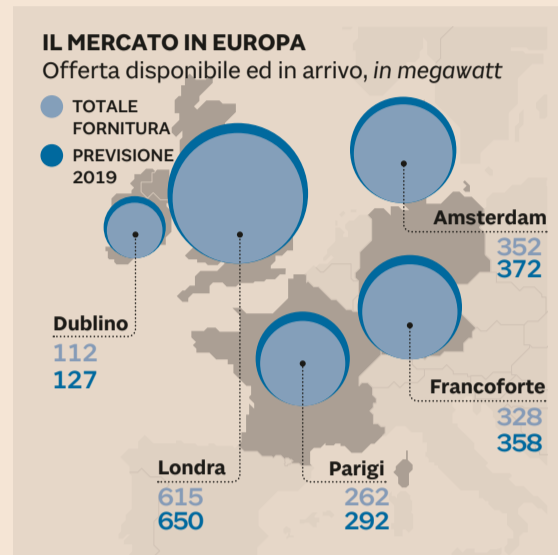 IL MERCATO IN EUROPA
Offerta disponibile ed in arrivo, in megawatt
TOTALE
FORNITURA
PREVISIONE
2019
Amsterdam
352
372
Dublino
112
127
Francoforte
328
358
Londra
615
650
Parigi
262
292